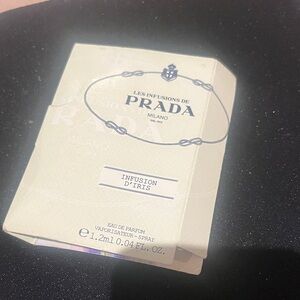 LES INFUSIONS DE
PRADA
MILANO
INFUSION
D'IRIS
EAU DE PARFUM
VAPORISATEUR - SPRAY
℮ 1.2ml 0.04 FL. OZ.